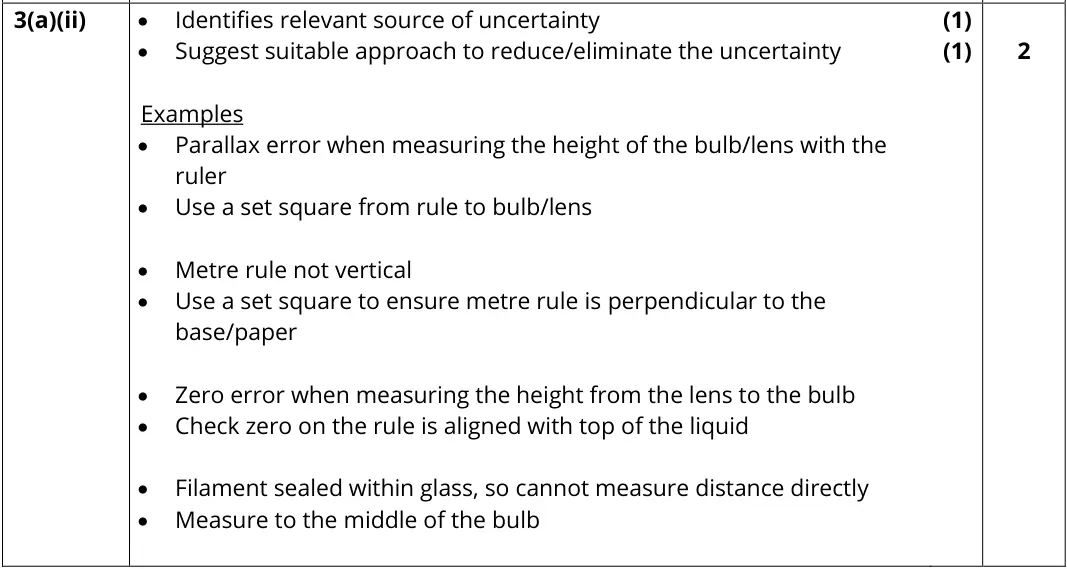 3(a)(ii) • Identifies relevant source of uncertainty (1)
• Suggest suitable approach to reduce/eliminate the uncertainty (1) 2
Examples
• Parallax error when measuring the height of the bulb/lens with the
ruler
• Use a set square from rule to bulb/lens
• Metre rule not vertical
• Use a set square to ensure metre rule is perpendicular to the
base/paper
• Zero error when measuring the height from the lens to the bulb
• Check zero on the rule is aligned with top of the liquid
• Filament sealed within glass, so cannot measure distance directly
• Measure to the middle of the bulb